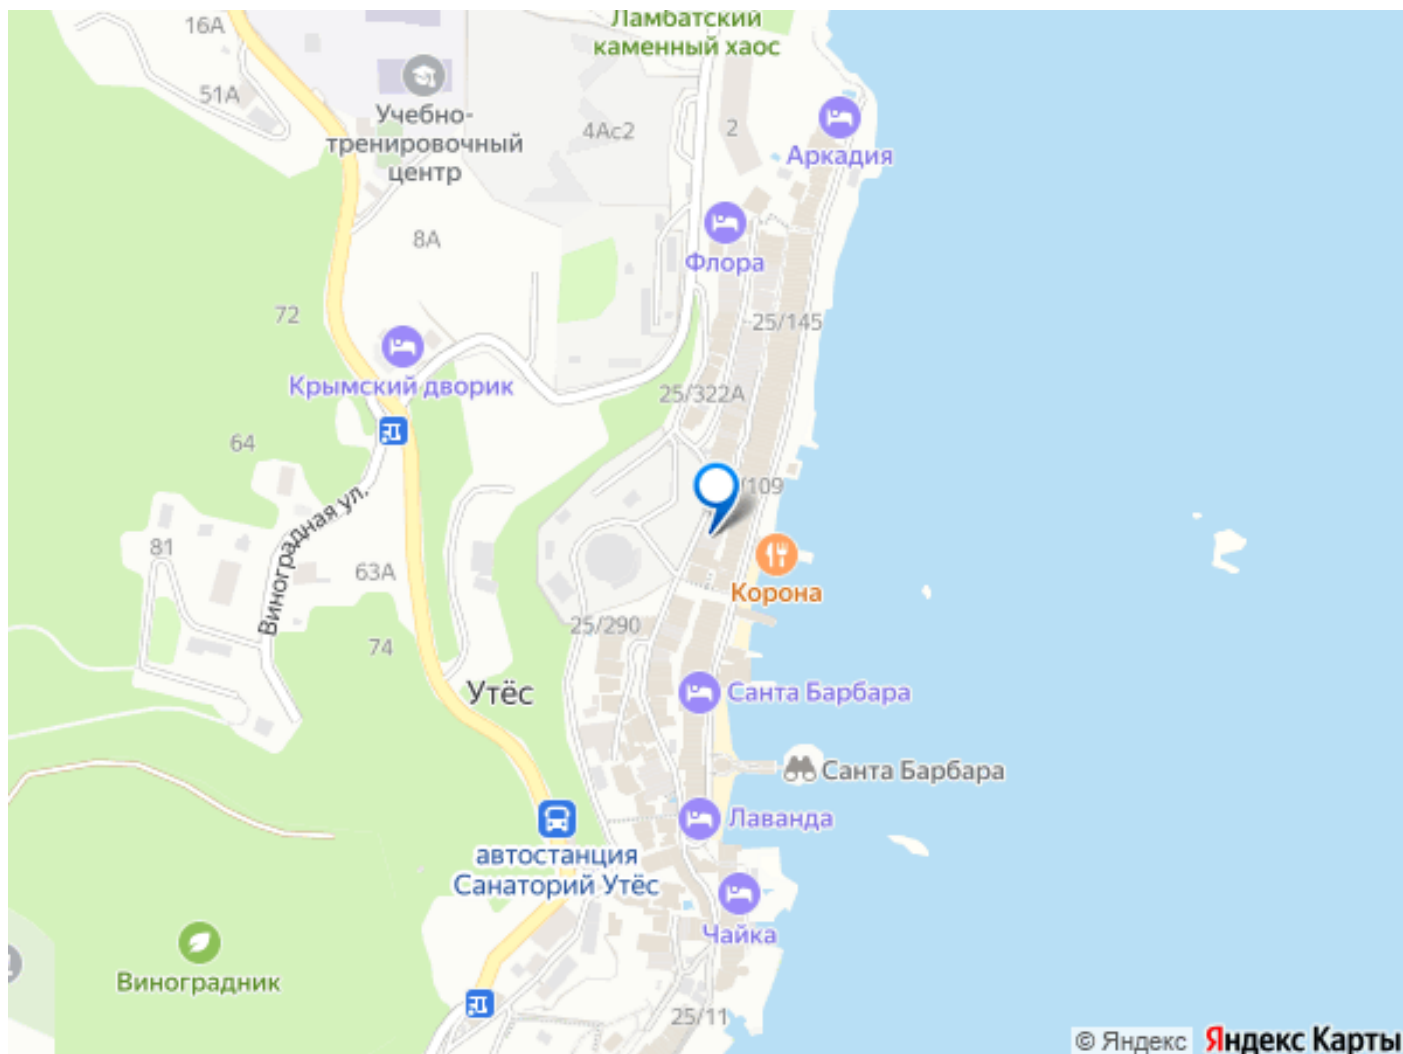 Ламбатский
каменный хаос
16А
51А
Учебно-
тренировочный
центр
4Ас2
2
Аркадия
8А
Флора
72
25/145
Крымский дворик
25/322А
64
/109
Виноградная ул.
81
63А
Корона
25/290
74
Утёс
Санта Барбара
Санта Барбара
Лаванда
автостанция
Санаторий Утёс
Чайка
Виноградник
25/11
© Яндекс Яндекс Карты